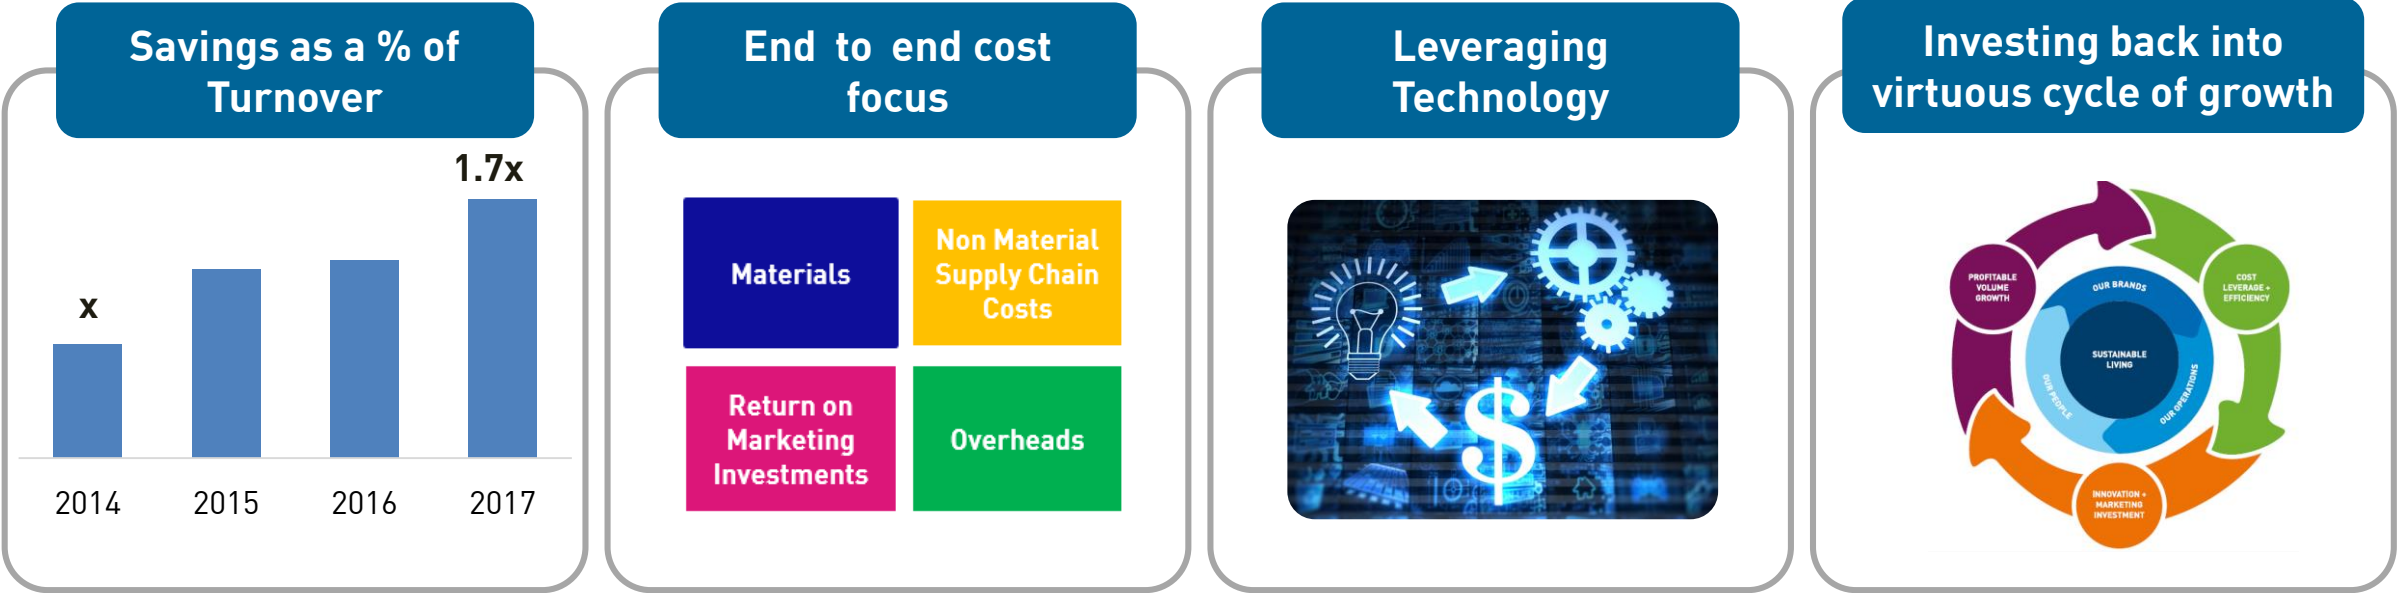 Savings as a % of
Turnover
1.7x
x
2014 2015 2016 2017
End to end cost
focus
Materials
Non Material
Supply Chain
Costs
Return on
Marketing
Investments
Overheads
Leveraging
Technology
$
Investing back into
virtuous cycle of growth
PROFITABLE
VOLUME
GROWTH
COST
LEVERAGE +
EFFICIENCY
INNOVATION +
MARKETING
INVESTMENT
OUR BRANDS
OUR OPERATIONS
OUR PEOPLE
SUSTAINABLE
LIVING